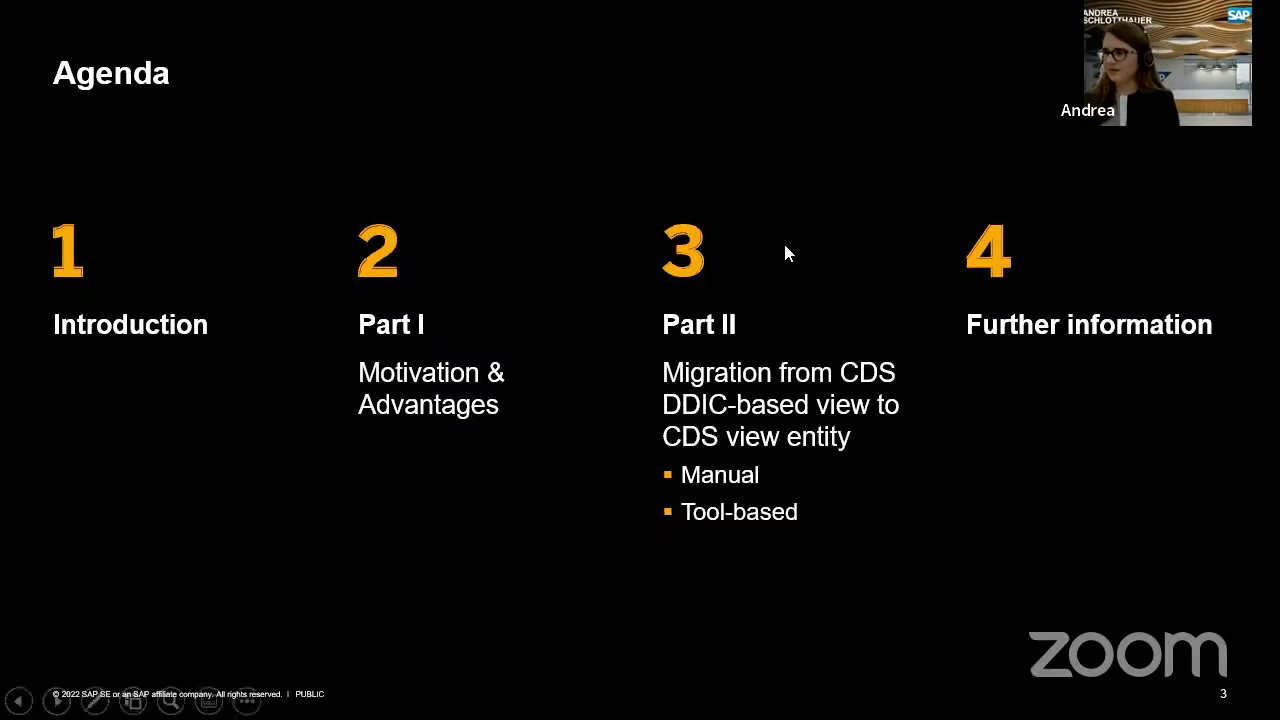 ANDREA
SCHLOTTHAUER
SAP
Andrea
Agenda
1
Introduction
2
Part I
Motivation &
Advantages
3
Part II
Migration from CDS
DDIC-based view to
CDS view entity
Manual
Tool-based
4
Further information
zoom
© 2022 SAP SE or an SAP affiliate company. All rights reserved. | PUBLIC
3